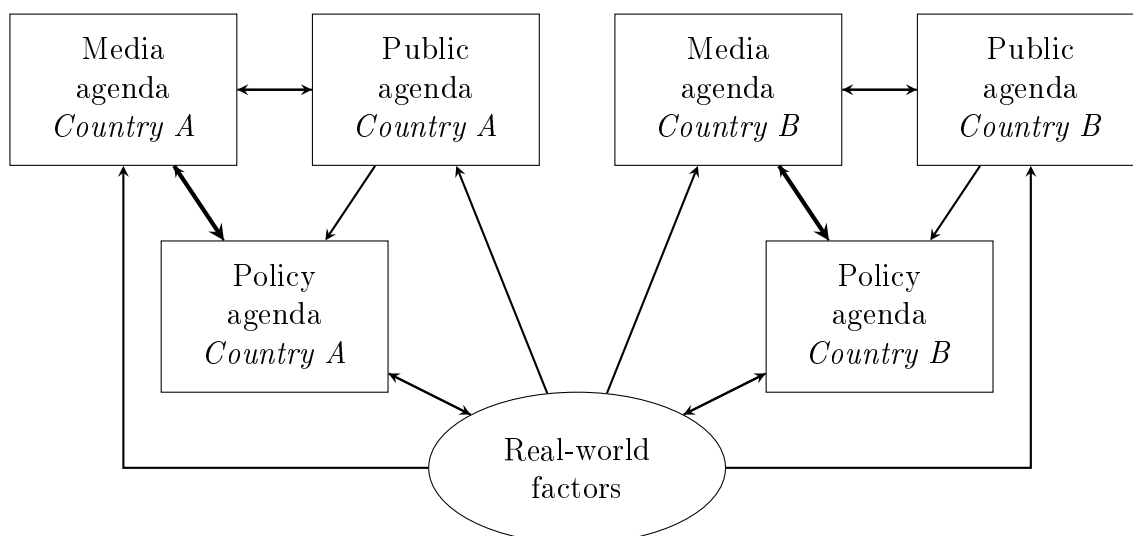 Media
agenda
Country A
Public
agenda
Country A
Media
agenda
Country B
Public
agenda
Country B
Policy
agenda
Country A
Policy
agenda
Country B
Real-world
factors